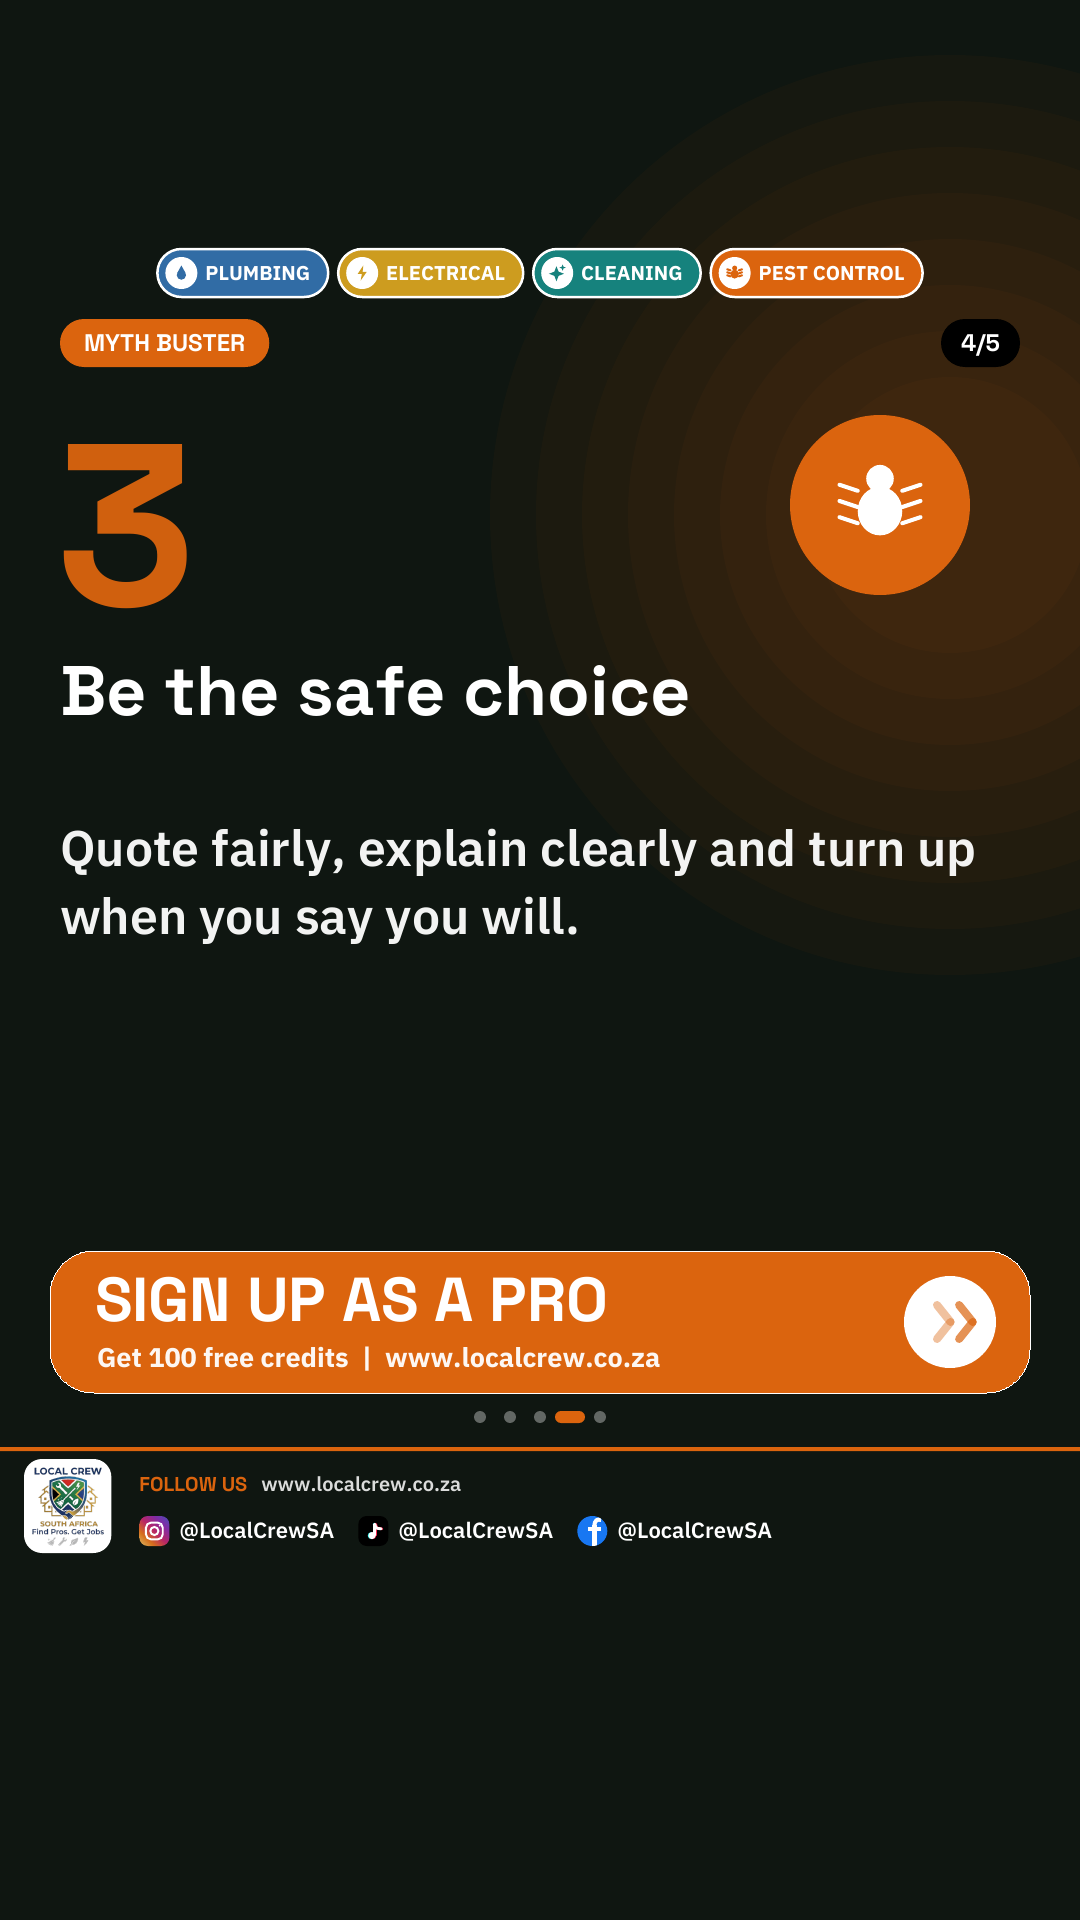 PLUMBING
ELECTRICAL
CLEANING
PEST CONTROL
MYTH BUSTER
4/5
3
Be the safe choice
Quote fairly, explain clearly and turn up
when you say you will.
SIGN UP AS A PRO
Get 100 free credits | www.localcrew.co.za
LOCAL CREW
SOUTH AFRICA
Find Pros. Get Jobs
FOLLOW US www.localcrew.co.za
@LocalCrewSA @LocalCrewSA @LocalCrewSA